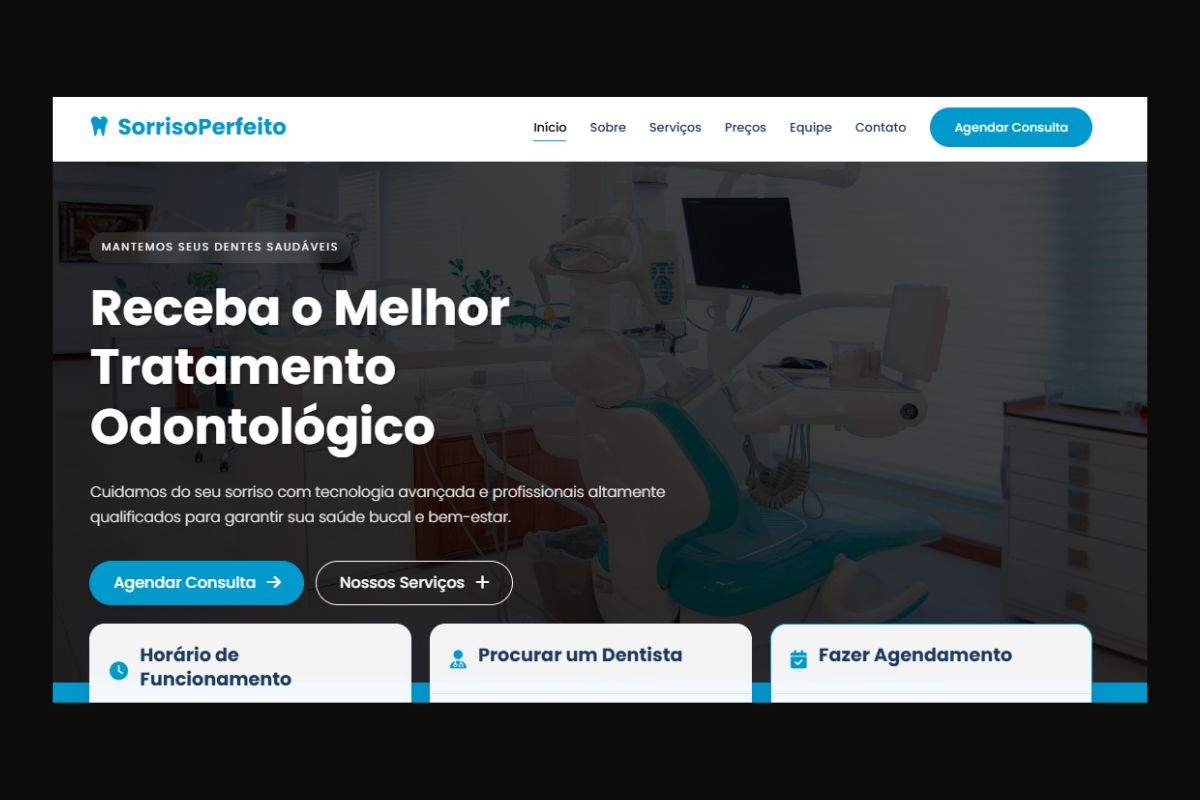 SorrisoPerfeito
Início Sobre Serviços Preços Equipe Contato Agendar Consulta
MANTEMOS SEUS DENTES SAUDÁVEIS
Receba o Melhor
Tratamento
Odontológico
Cuidamos do seu sorriso com tecnologia avançada e profissionais altamente
qualificados para garantir sua saúde bucal e bem-estar.
Agendar Consulta Nossos Serviços
Horário de
Funcionamento
Procurar um Dentista
Fazer Agendamento